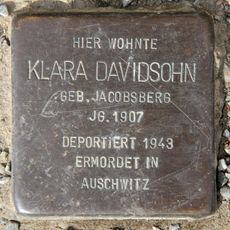 HIER WOHNTE
KLARA DAVIDSOHN
GEB. JACOBSBERG
JG. 1907
DEPORTIERT 1943
ERMORDET IN
AUSCHWITZ